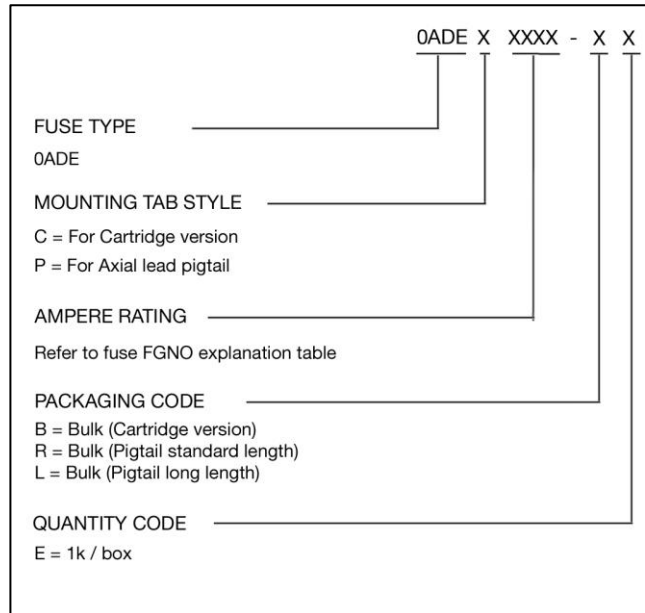 0ADE X XXXX - X X
FUSE TYPE
0ADE
MOUNTING TAB STYLE
C = For Cartridge version
P = For Axial lead pigtail
AMPERE RATING
Refer to fuse FGNO explanation table
PACKAGING CODE
B = Bulk (Cartridge version)
R = Bulk (Pigtail standard length)
L = Bulk (Pigtail long length)
QUANTITY CODE
E = 1k / box